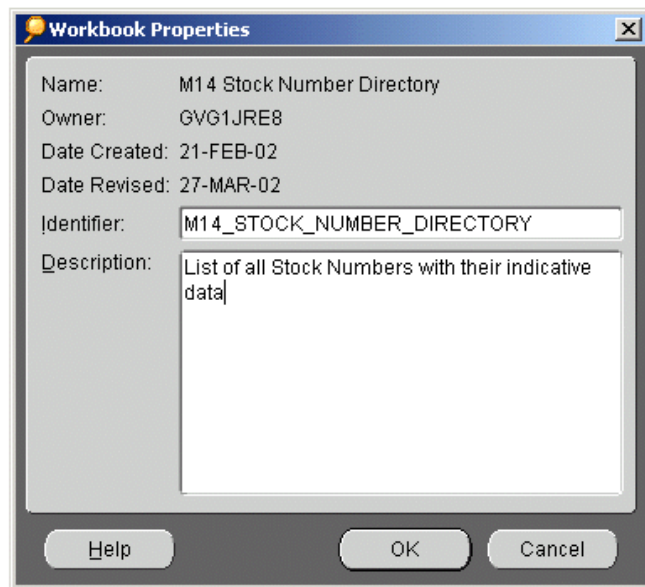 Workbook Properties
Name: M14 Stock Number Directory
Owner: GVG1JRE8
Date Created: 21-FEB-02
Date Revised: 27-MAR-02
Identifier: M14_STOCK_NUMBER_DIRECTORY
Description: List of all Stock Numbers with their indicative
data
Help OK Cancel